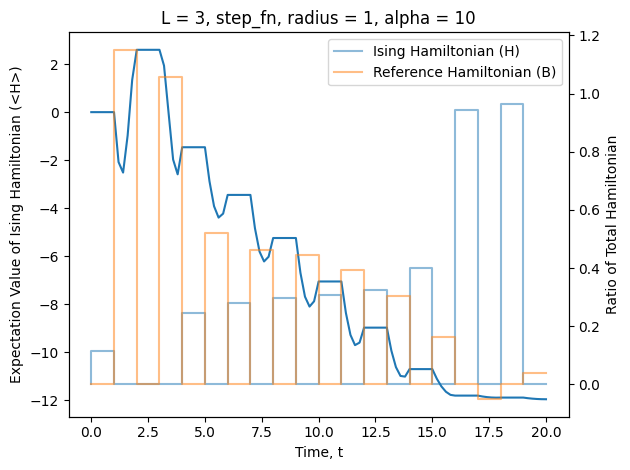 L = 3, step_fn, radius = 1, alpha = 10
Ising Hamiltonian (H)
Reference Hamiltonian (B)
Expectation Value of Ising Hamiltonian (<H>)
2
0
−2
−4
−6
−8
−10
−12
1.2
1.0
0.8
0.6
0.4
0.2
0.0
Ratio of Total Hamiltonian
0.0 2.5 5.0 7.5 10.0 12.5 15.0 17.5 20.0
Time, t